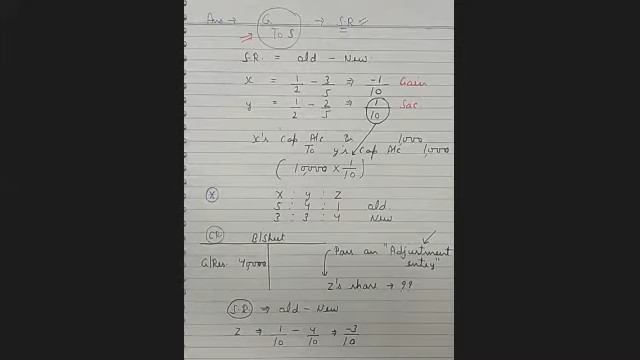 Ans → G → S.R
To S
S.R. = old - New
X = 1/2 - 3/5 ⇒ -1/10 Gain
Y = 1/2 - 2/5 ⇒ 1/10 Sac
X's Cap A/c Dr 1000
To Y's Cap A/c 1000
(10,000 × 1/10)
* X : Y : Z
5 : 4 : 1 old
3 : 3 : 4 New
B/Sheet
G/Res. 40000
Pass an "Adjustment entry"
Z's share → ??
S.R ⇒ old - New
Z ⇒ 1/10 - 4/10 ⇒ -3/10